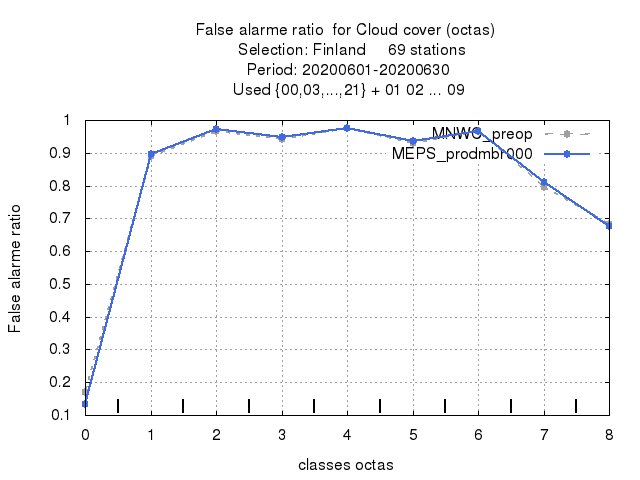 False alarme ratio  for Cloud cover (octas)
Selection: Finland     69 stations
Period: 20200601-20200630
Used {00,03,...,21} + 01 02 ... 09
MNWC_preop
MEPS_prodmbr000
False alarme ratio
1
0.9
0.8
0.7
0.6
0.5
0.4
0.3
0.2
0.1
0 1 2 3 4 5 6 7 8
classes octas